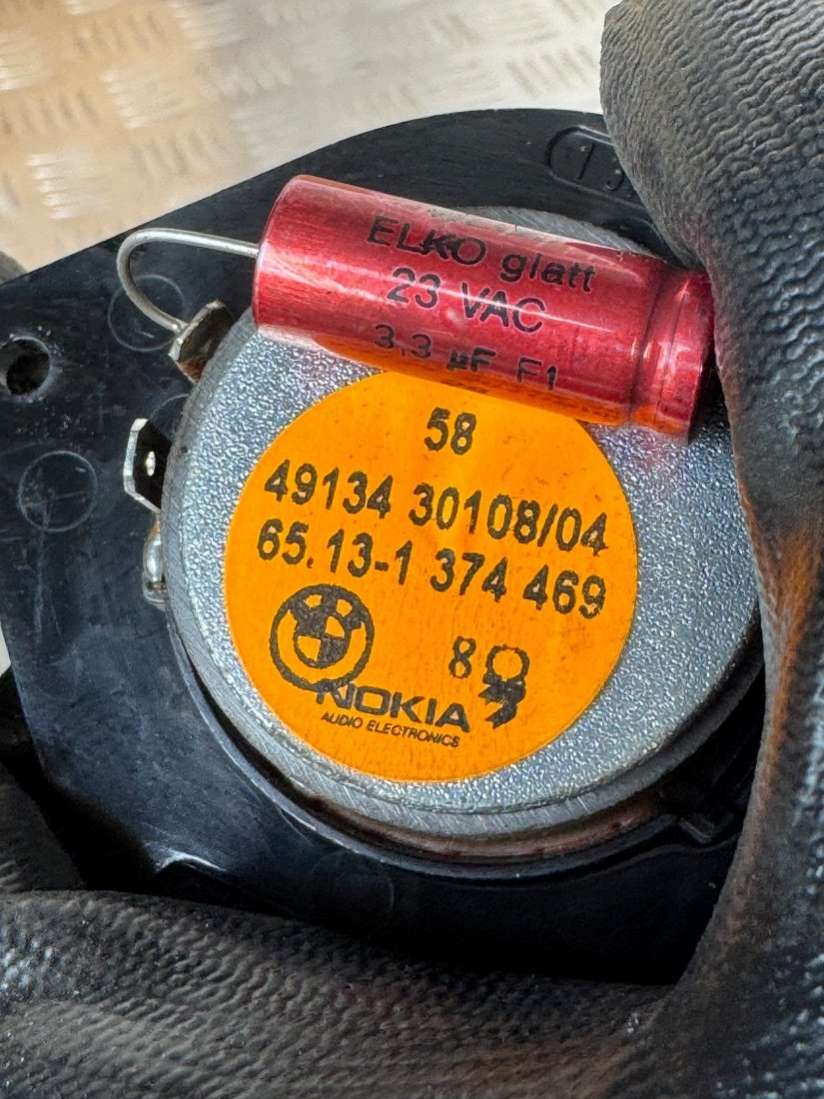 ELKO glatt
23 VAC
3,3 µF F1
58
49134 30108/04
65.13-1 374 469
8
NOKIA
AUDIO ELECTRONICS